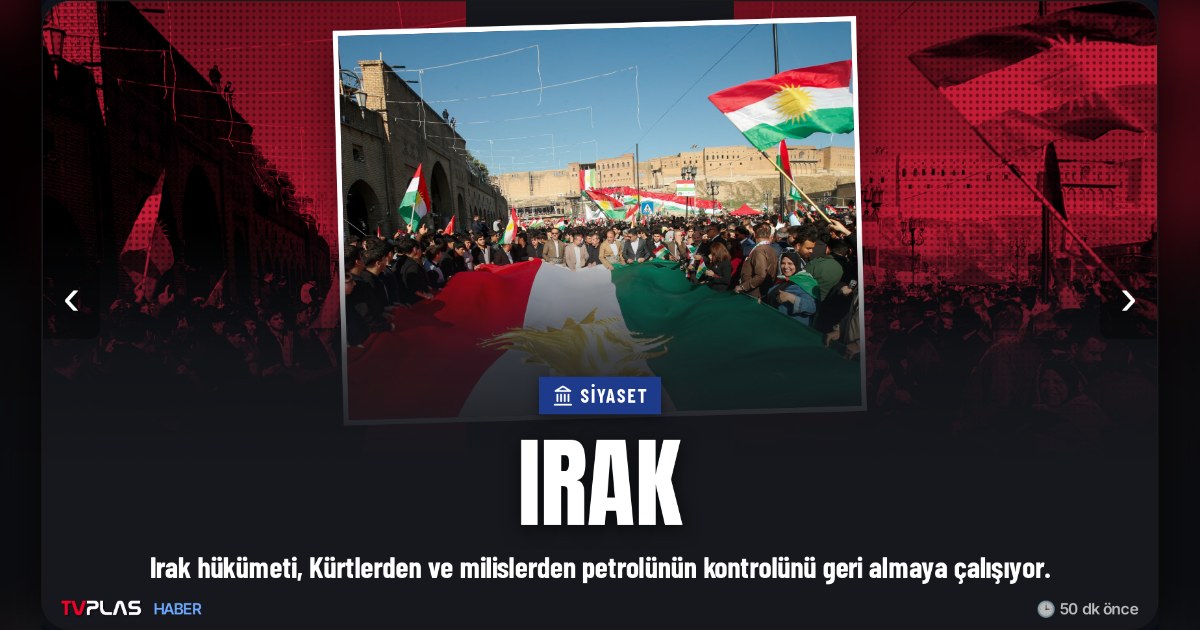 SİYASET
IRAK
Irak hükümeti, Kürtlerden ve milislerden petrolünün kontrolünü geri almaya çalışıyor.
TVPLAS HABER
50 dk önce